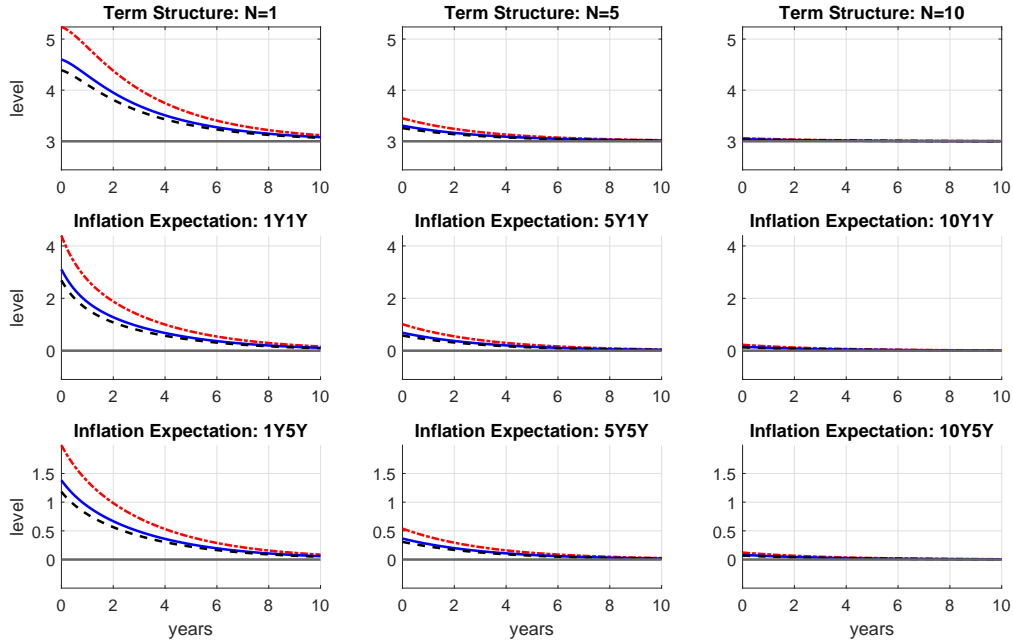 Term Structure: N=1
Term Structure: N=5
Term Structure: N=10
level
5
4
3
0 2 4 6 8 10
5
4
3
0 2 4 6 8 10
5
4
3
0 2 4 6 8 10
Inflation Expectation: 1Y1Y
Inflation Expectation: 5Y1Y
Inflation Expectation: 10Y1Y
level
4
2
0
0 2 4 6 8 10
4
2
0
0 2 4 6 8 10
4
2
0
0 2 4 6 8 10
Inflation Expectation: 1Y5Y
Inflation Expectation: 5Y5Y
Inflation Expectation: 10Y5Y
level
1.5
1
0.5
0
0 2 4 6 8 10
years
1.5
1
0.5
0
0 2 4 6 8 10
years
1.5
1
0.5
0
0 2 4 6 8 10
years